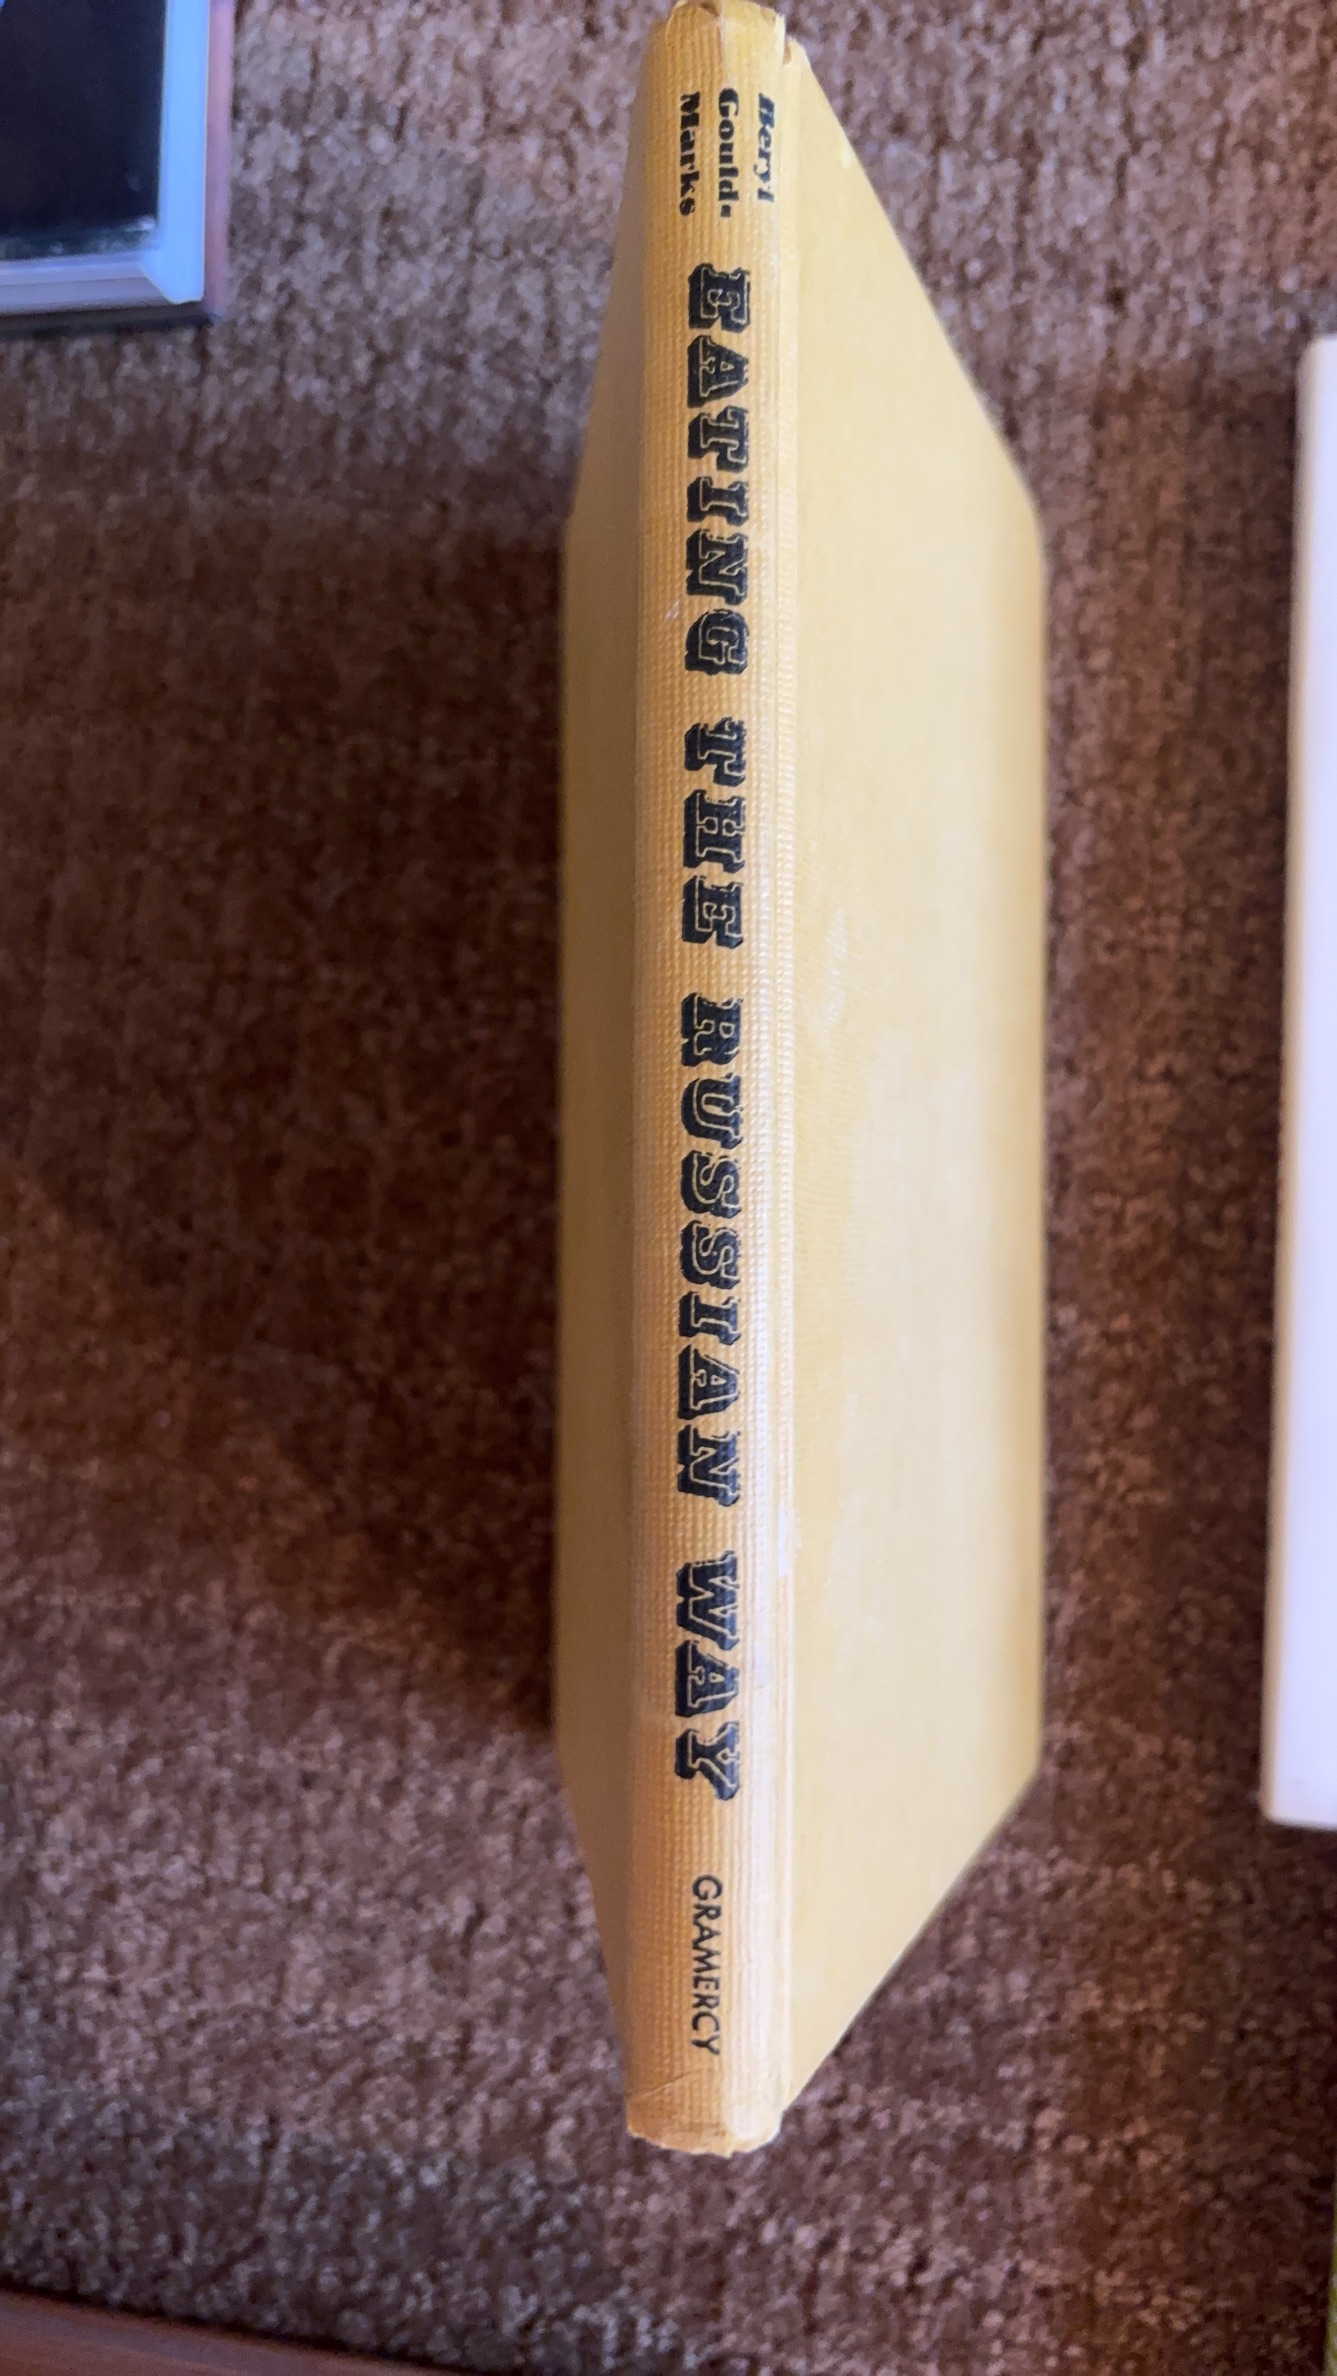 Beryl
Gould-
Marks
EATING THE RUSSIAN WAY
GRAMERCY